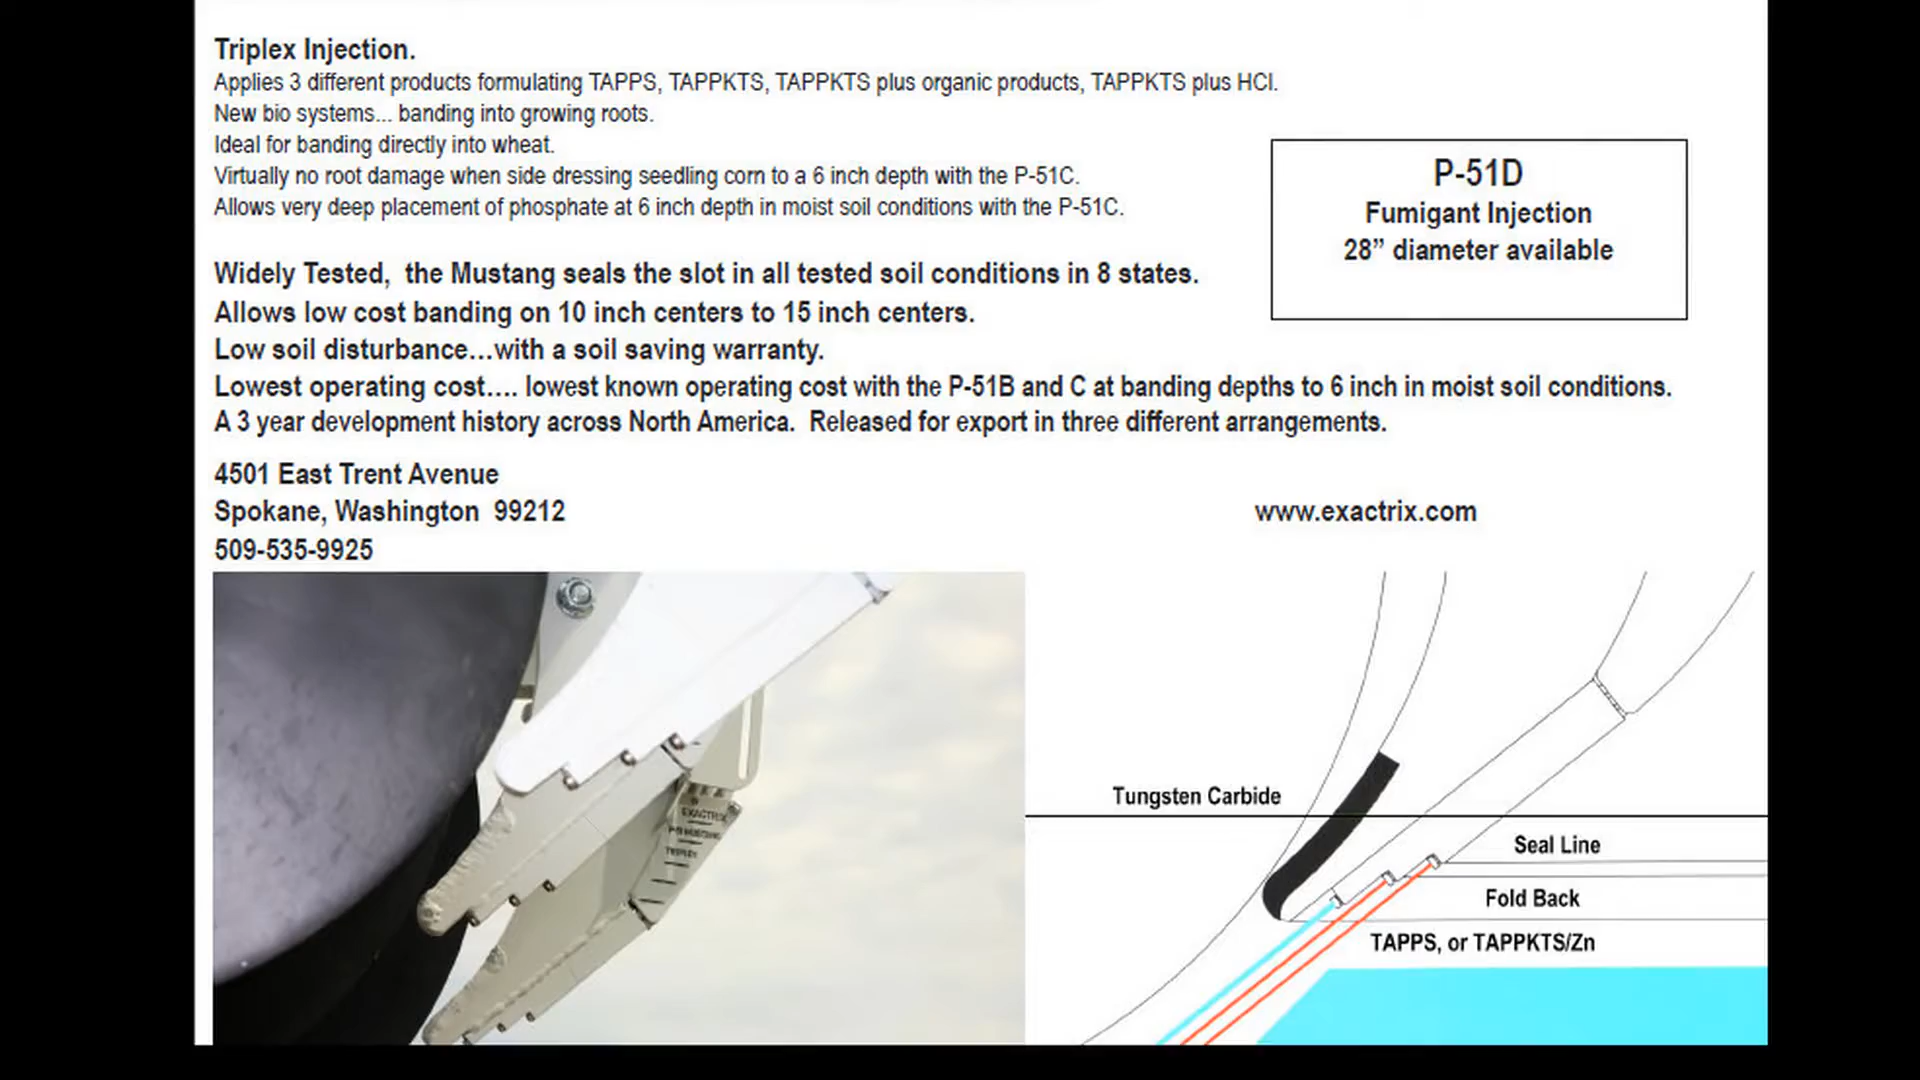 Triplex Injection.
Applies 3 different products formulating TAPPS, TAPPKTS, TAPPKTS plus organic products, TAPPKTS plus HCl.
New bio systems... banding into growing roots.
Ideal for banding directly into wheat.
Virtually no root damage when side dressing seedling corn to a 6 inch depth with the P-51C.
Allows very deep placement of phosphate at 6 inch depth in moist soil conditions with the P-51C.
P-51D
Fumigant Injection
28” diameter available
Widely Tested,  the Mustang seals the slot in all tested soil conditions in 8 states.
Allows low cost banding on 10 inch centers to 15 inch centers.
Low soil disturbance…with a soil saving warranty.
Lowest operating cost…. lowest known operating cost with the P-51B and C at banding depths to 6 inch in moist soil conditions.
A 3 year development history across North America.  Released for export in three different arrangements.
4501 East Trent Avenue
Spokane, Washington  99212
www.exactrix.com
509-535-9925
EXACTRIX
P-51 MUSTANG
TRIPLEX
Tungsten Carbide
Seal Line
Fold Back
TAPPS, or TAPPKTS/Zn